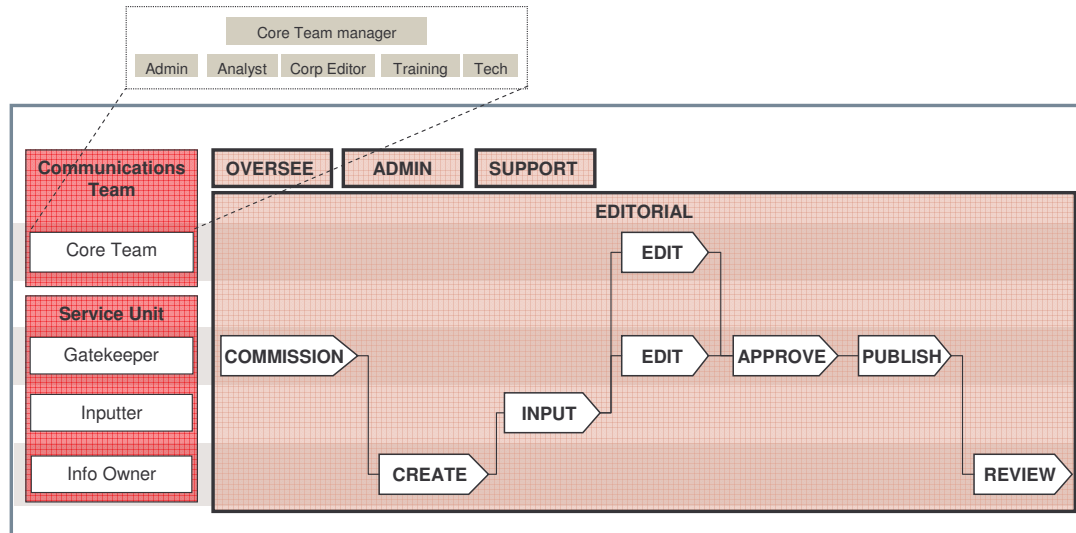 Core Team manager
Admin Analyst Corp Editor Training Tech
Communications
Team
OVERSEE ADMIN SUPPORT
EDITORIAL
Core Team
EDIT
Service Unit
Gatekeeper
COMMISSION EDIT APPROVE PUBLISH
Inputter
INPUT
Info Owner
CREATE REVIEW